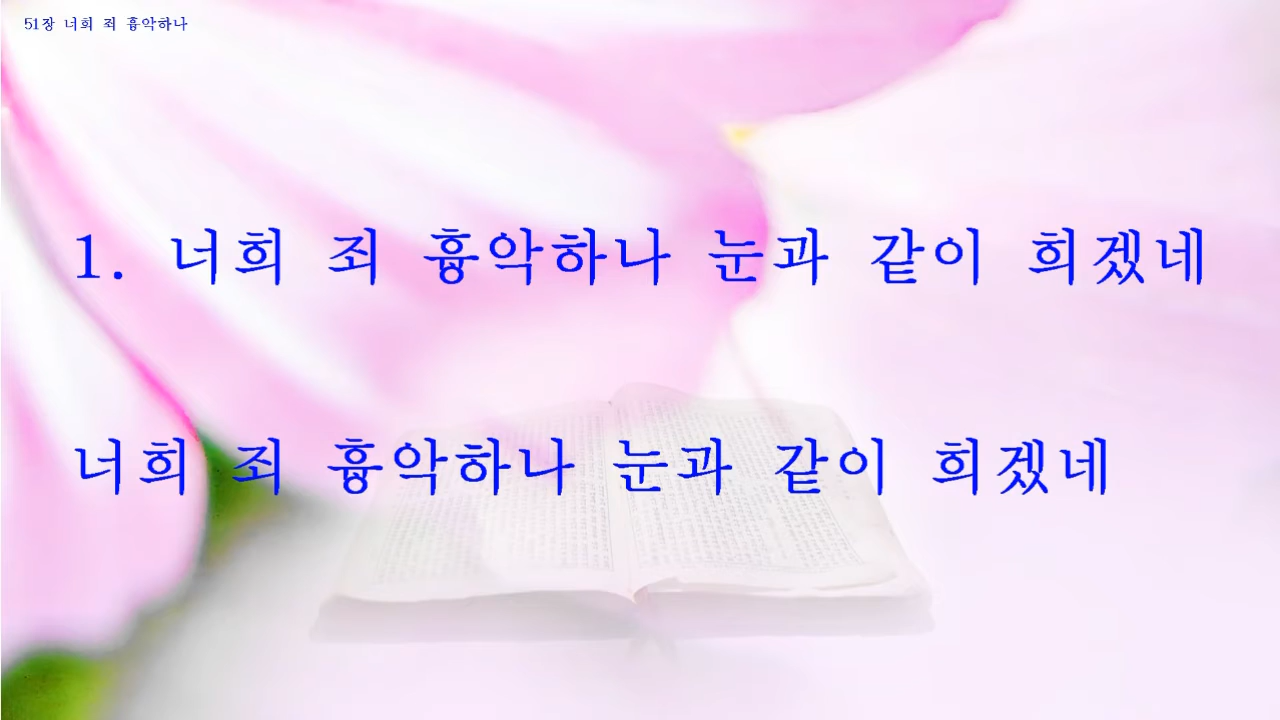 51장 너희 죄 흉악하나
1. 너희 죄 흉악하나 눈과 같이 희겠네
너희 죄 흉악하나 눈과 같이 희겠네